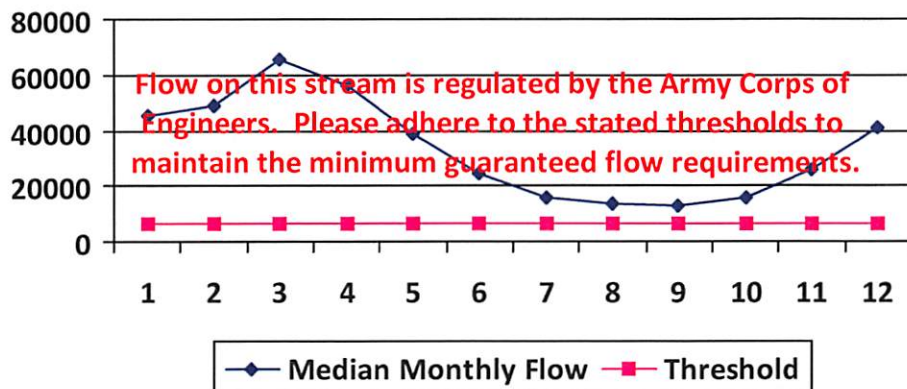 80000
60000
40000
20000
0
Flow on this stream is regulated by the Army Corps of
Engineers. Please adhere to the stated thresholds to
maintain the minimum guaranteed flow requirements.
1 2 3 4 5 6 7 8 9 10 11 12
Median Monthly Flow Threshold